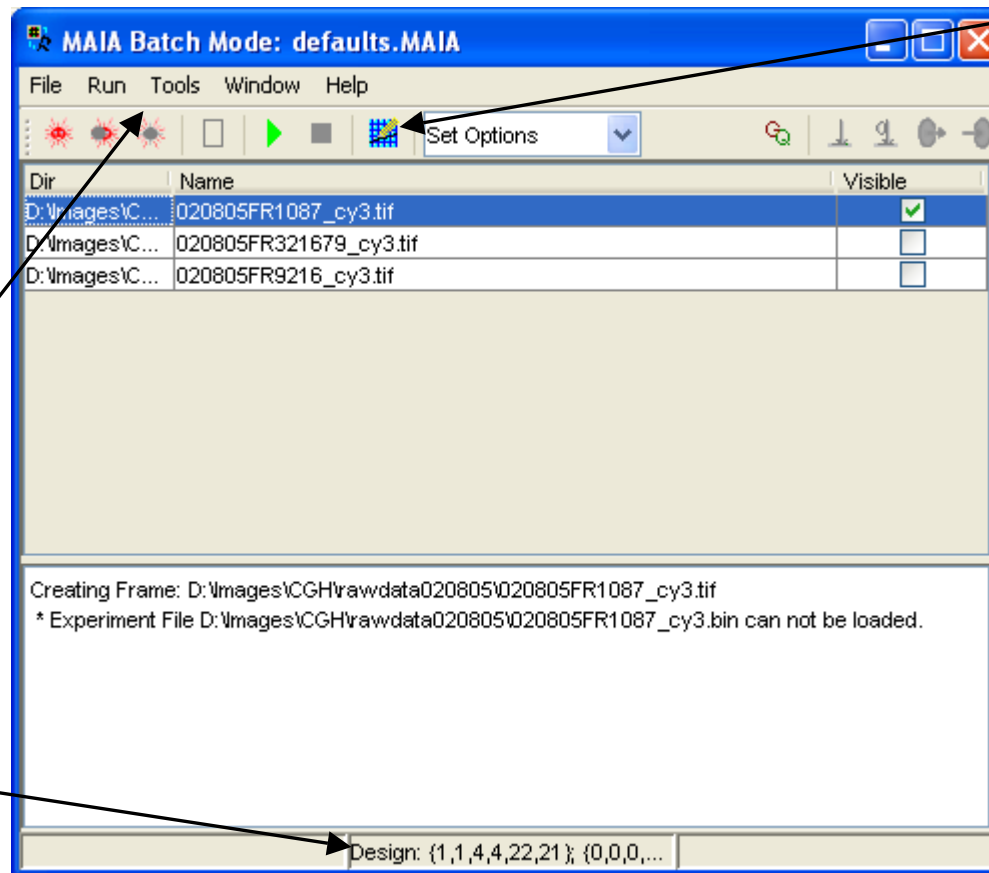 MAIA Batch Mode: defaults.MAIA
File Run Tools Window Help
Set Options
Dir Name Visible
D:\Images\C... 020805FR1087_cy3.tif
D:\Images\C... 020805FR321679_cy3.tif
D:\Images\C... 020805FR9216_cy3.tif
Creating Frame: D:\Images\CGH\rawdata020805\020805FR1087_cy3.tif
* Experiment File D:\Images\CGH\rawdata020805\020805FR1087_cy3.bin can not be loaded.
Design: {1,1,4,4,22,21}; {0,0,0,...